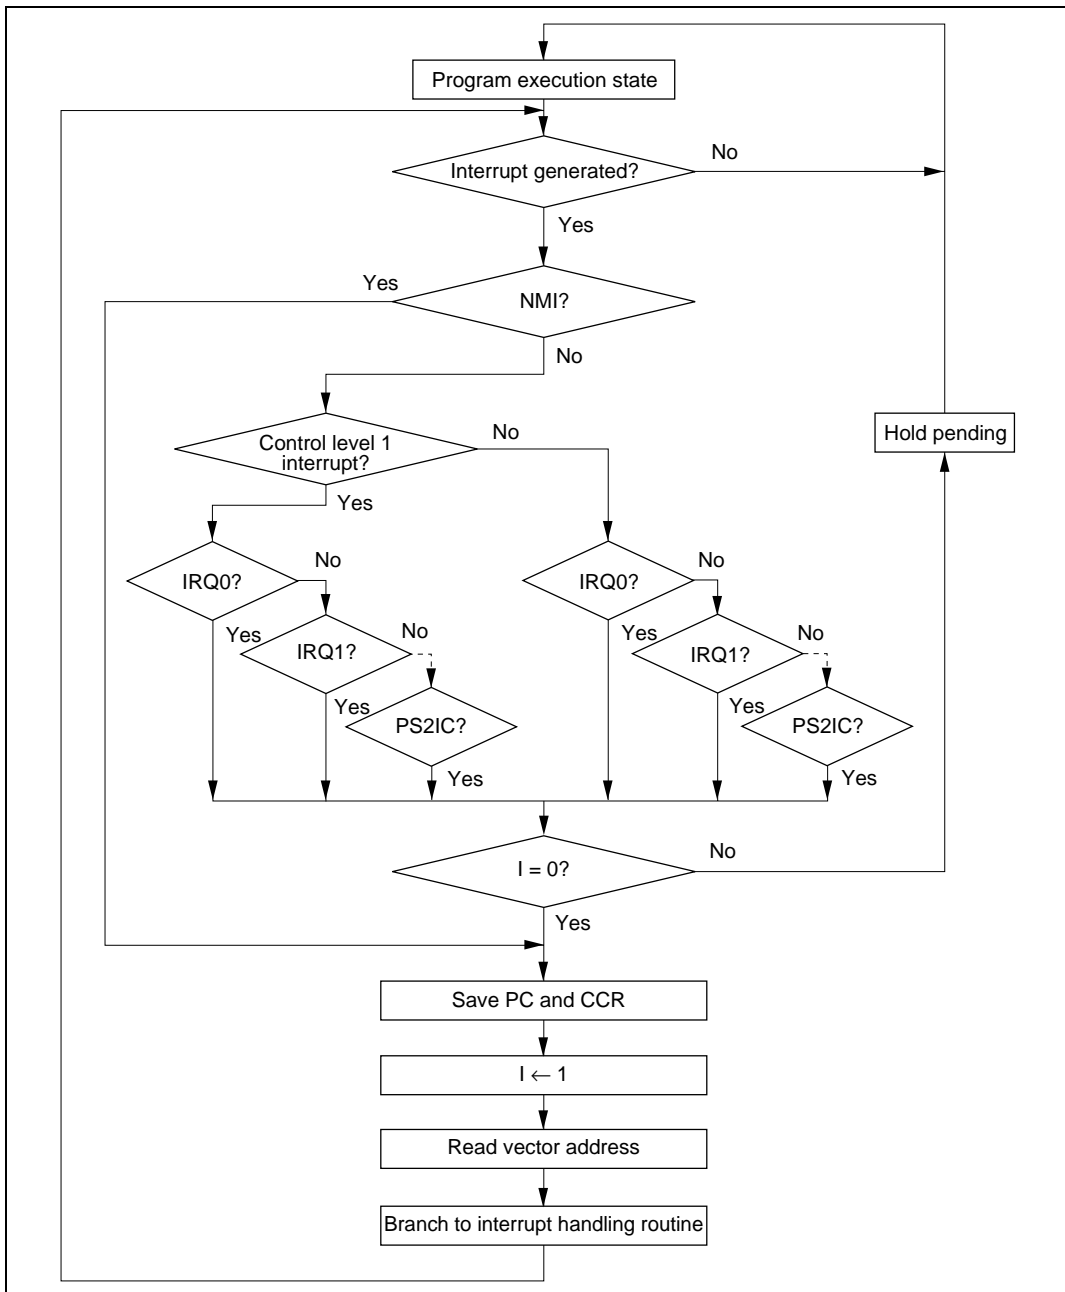 Program execution state
Interrupt generated?
No
Yes
Yes
NMI?
No
Control level 1
interrupt?
No
Hold pending
Yes
IRQ0?
No
IRQ0?
No
Yes
IRQ1?
No
Yes
IRQ1?
No
Yes
PS2IC?
Yes
PS2IC?
Yes
Yes
I = 0?
No
Yes
Save PC and CCR
I ← 1
Read vector address
Branch to interrupt handling routine